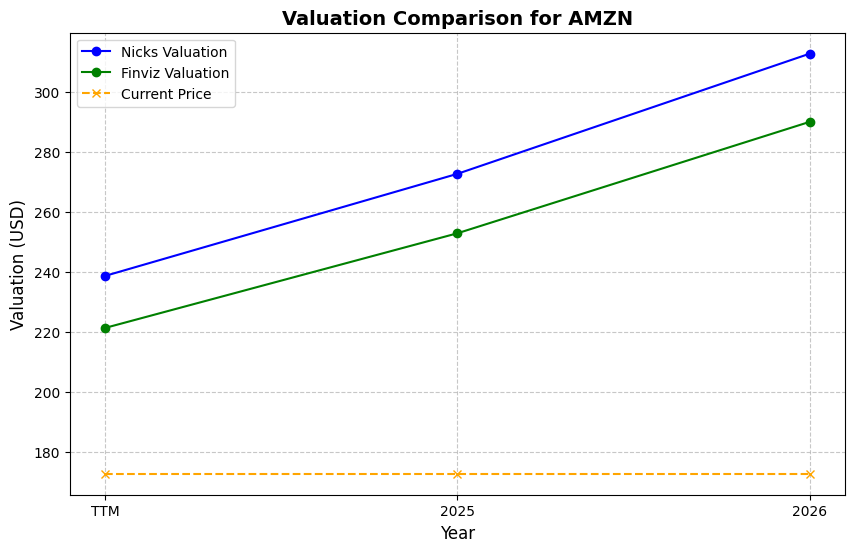 Valuation Comparison for AMZN
Nicks Valuation
Finviz Valuation
Current Price
Valuation (USD)
300
280
260
240
220
200
180
TTM
2025
2026
Year